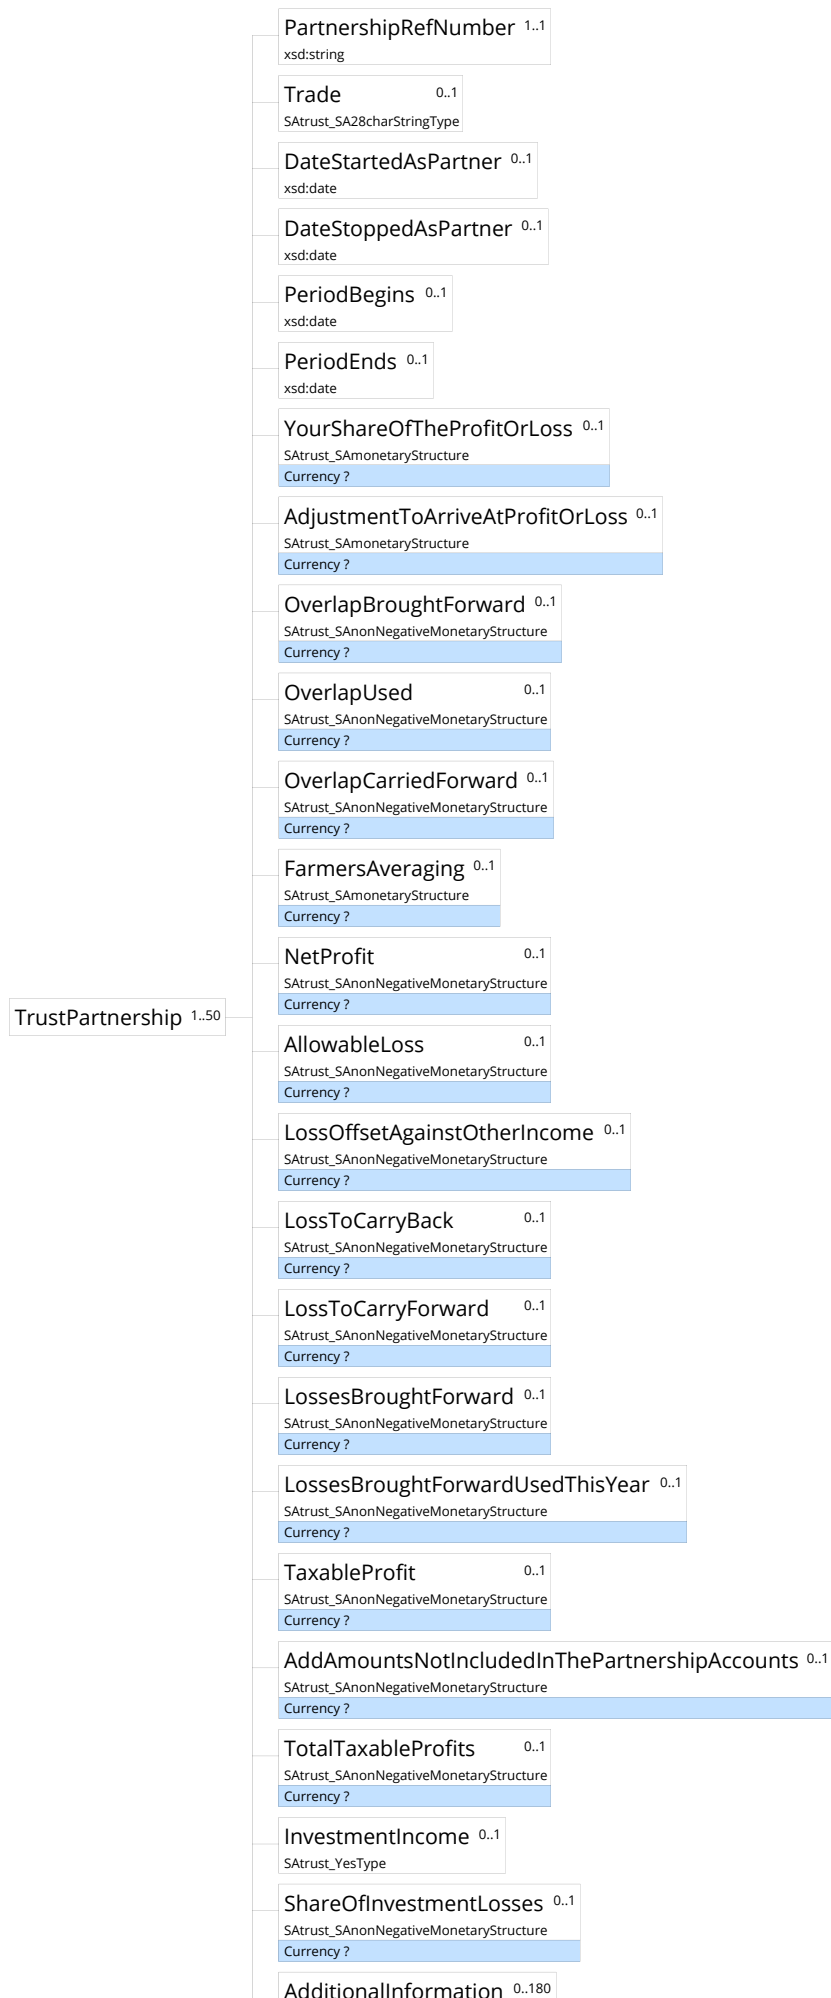 PartnershipRefNumber 1..1
xsd:string
Trade 0..1
SAtrust_SA28charStringType
DateStartedAsPartner 0..1
xsd:date
DateStoppedAsPartner 0..1
xsd:date
PeriodBegins 0..1
xsd:date
PeriodEnds 0..1
xsd:date
YourShareOfTheProfitOrLoss 0..1
SAtrust_SAmonetaryStructure
Currency ?
AdjustmentToArriveAtProfitOrLoss 0..1
SAtrust_SAmonetaryStructure
Currency ?
OverlapBroughtForward 0..1
SAtrust_SAnonNegativeMonetaryStructure
Currency ?
OverlapUsed 0..1
SAtrust_SAnonNegativeMonetaryStructure
Currency ?
OverlapCarriedForward 0..1
SAtrust_SAnonNegativeMonetaryStructure
Currency ?
FarmersAveraging 0..1
SAtrust_SAmonetaryStructure
Currency ?
NetProfit 0..1
SAtrust_SAnonNegativeMonetaryStructure
Currency ?
TrustPartnership 1..50
AllowableLoss 0..1
SAtrust_SAnonNegativeMonetaryStructure
Currency ?
LossOffsetAgainstOtherIncome 0..1
SAtrust_SAnonNegativeMonetaryStructure
Currency ?
LossToCarryBack 0..1
SAtrust_SAnonNegativeMonetaryStructure
Currency ?
LossToCarryForward 0..1
SAtrust_SAnonNegativeMonetaryStructure
Currency ?
LossesBroughtForward 0..1
SAtrust_SAnonNegativeMonetaryStructure
Currency ?
LossesBroughtForwardUsedThisYear 0..1
SAtrust_SAnonNegativeMonetaryStructure
Currency ?
TaxableProfit 0..1
SAtrust_SAnonNegativeMonetaryStructure
Currency ?
AddAmountsNotIncludedInThePartnershipAccounts 0..1
SAtrust_SAnonNegativeMonetaryStructure
Currency ?
TotalTaxableProfits 0..1
SAtrust_SAnonNegativeMonetaryStructure
Currency ?
InvestmentIncome 0..1
SAtrust_YesType
ShareOfInvestmentLosses 0..1
SAtrust_SAnonNegativeMonetaryStructure
Currency ?
AdditionalInformation 0..180